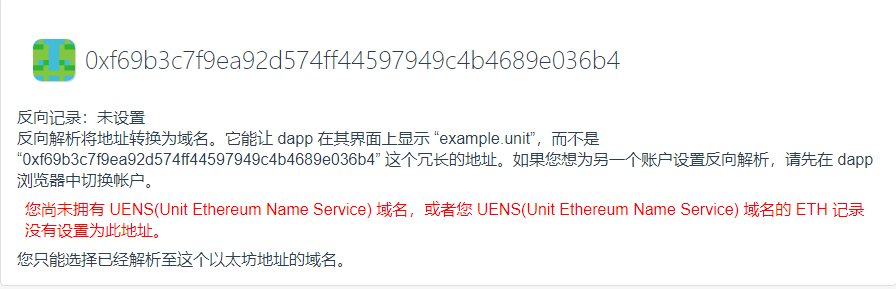 0xf69b3c7f9ea92d574ff44597949c4b4689e036b4
反向记录：未设置
反向解析将地址转换为域名。它能让 dapp 在其界面上显示 “example.unit”，而不是
“0xf69b3c7f9ea92d574ff44597949c4b4689e036b4” 这个冗长的地址。如果您想为另一个账户设置反向解析，请先在 dapp
浏览器中切换帐户。
您尚未拥有 UENS(Unit Ethereum Name Service) 域名，或者您 UENS(Unit Ethereum Name Service) 域名的 ETH 记录
没有设置为此地址。
您只能选择已经解析至这个以太坊地址的域名。